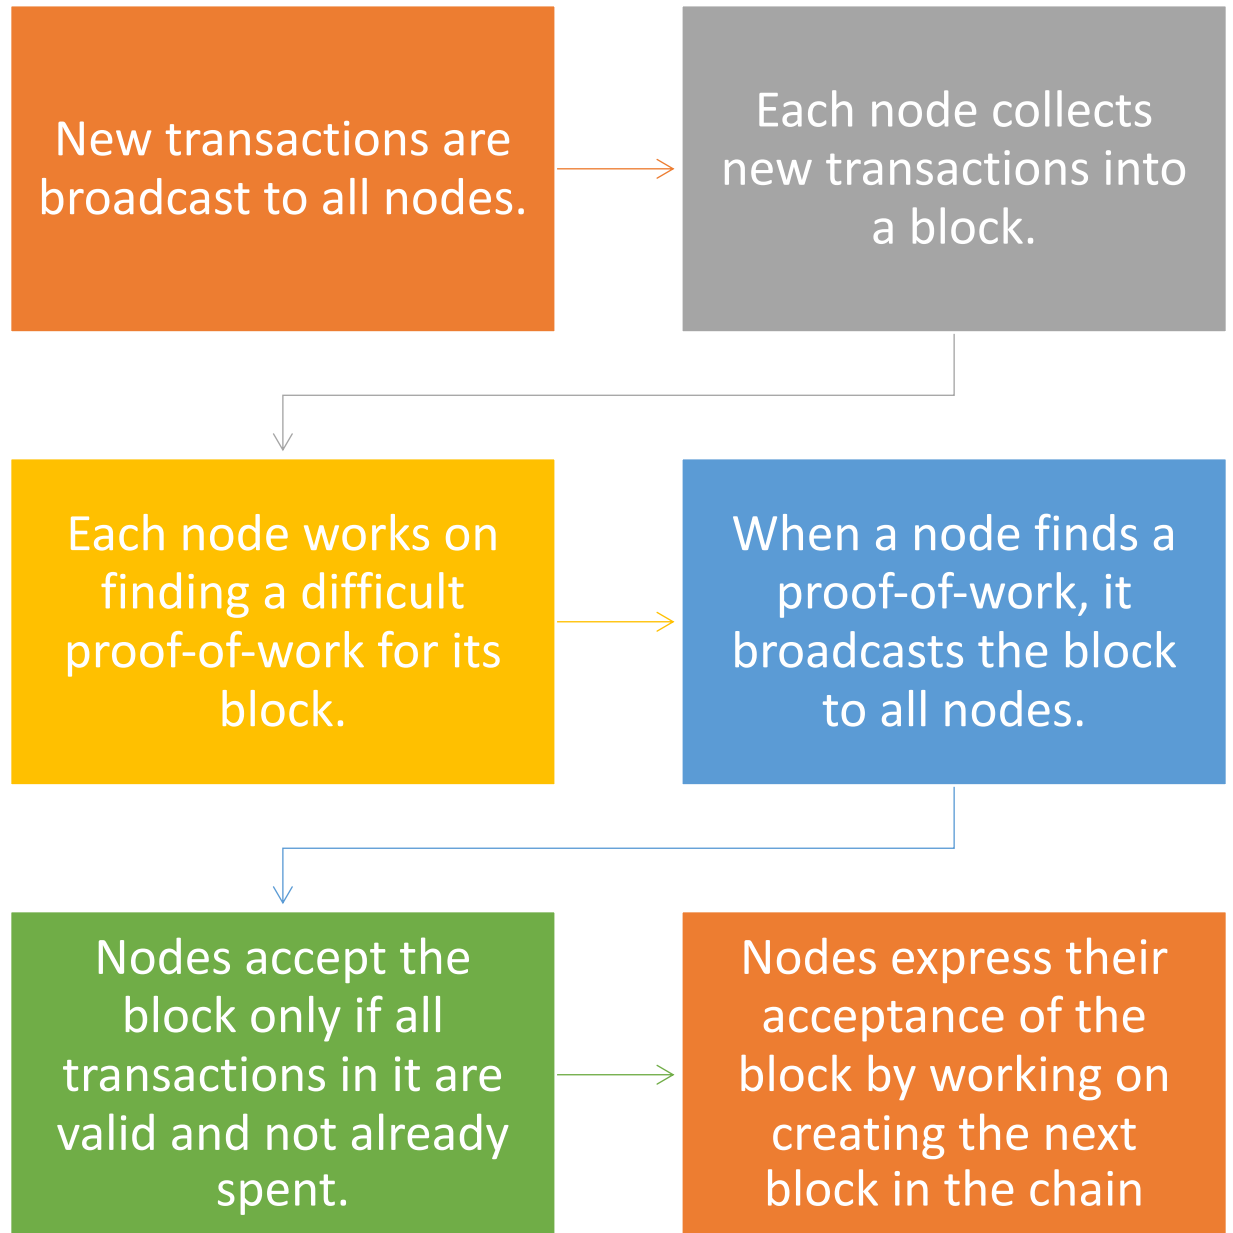 New transactions are
broadcast to all nodes.
Each node collects
new transactions into
a block.
Each node works on
finding a difficult
proof-of-work for its
block.
When a node finds a
proof-of-work, it
broadcasts the block
to all nodes.
Nodes accept the
block only if all
transactions in it are
valid and not already
spent.
Nodes express their
acceptance of the
block by working on
creating the next
block in the chain